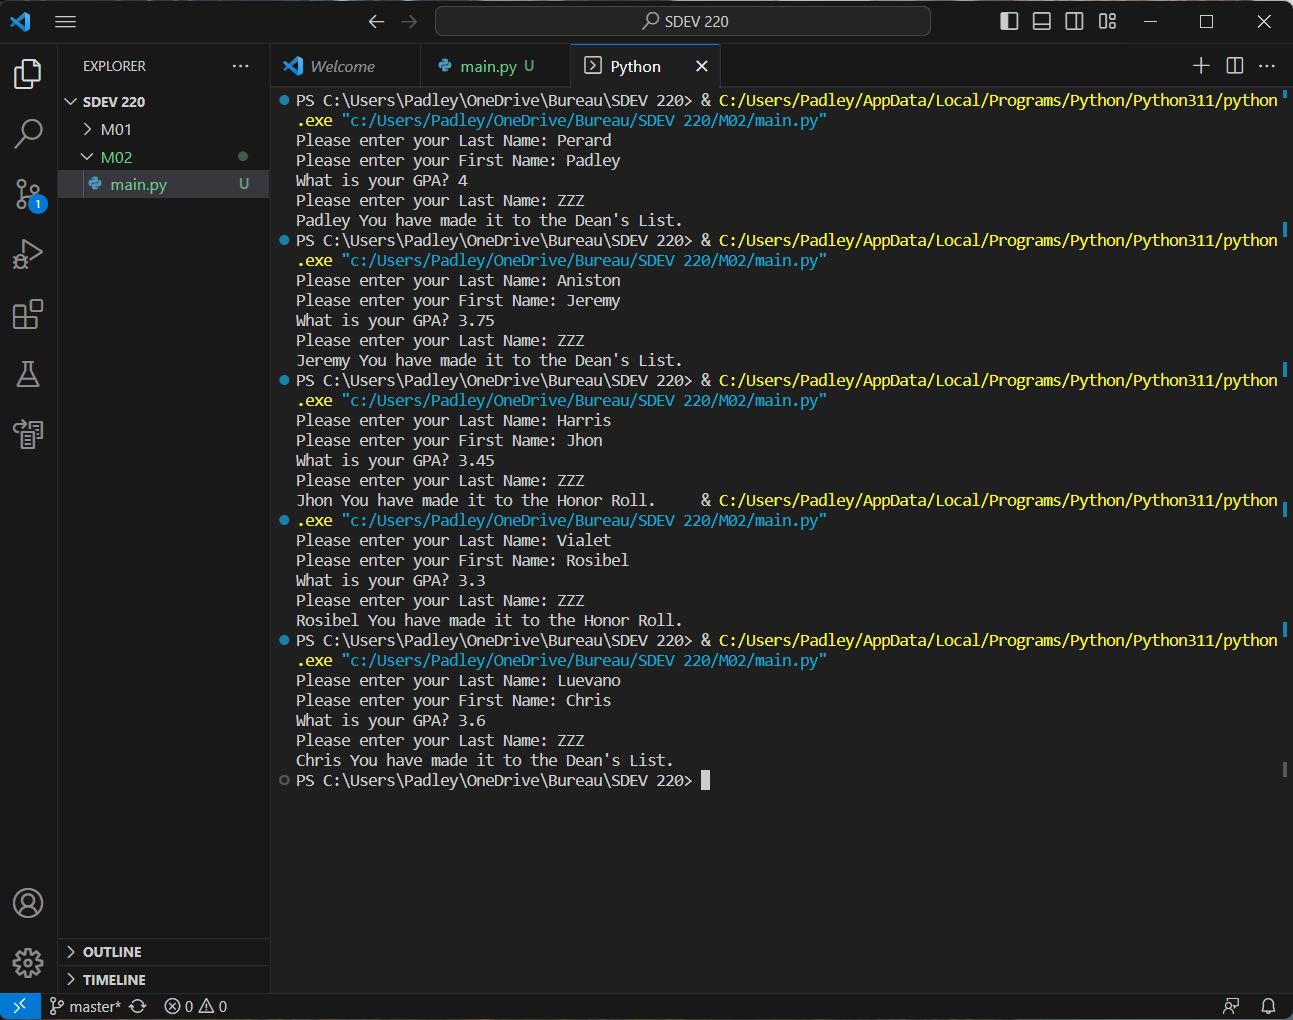 SDEV 220
EXPLORER
Welcome
main.py U
Python
SDEV 220
M01
M02
main.py U
PS C:\Users\Padley\OneDrive\Bureau\SDEV 220> & C:/Users/Padley/AppData/Local/Programs/Python/Python311/python
.exe "c:/Users/Padley/OneDrive/Bureau/SDEV 220/M02/main.py"
Please enter your Last Name: Perard
Please enter your First Name: Padley
What is your GPA? 4
Please enter your Last Name: ZZZ
Padley You have made it to the Dean's List.
PS C:\Users\Padley\OneDrive\Bureau\SDEV 220> & C:/Users/Padley/AppData/Local/Programs/Python/Python311/python
.exe "c:/Users/Padley/OneDrive/Bureau/SDEV 220/M02/main.py"
Please enter your Last Name: Aniston
Please enter your First Name: Jeremy
What is your GPA? 3.75
Please enter your Last Name: ZZZ
Jeremy You have made it to the Dean's List.
PS C:\Users\Padley\OneDrive\Bureau\SDEV 220> & C:/Users/Padley/AppData/Local/Programs/Python/Python311/python
.exe "c:/Users/Padley/OneDrive/Bureau/SDEV 220/M02/main.py"
Please enter your Last Name: Harris
Please enter your First Name: Jhon
What is your GPA? 3.45
Please enter your Last Name: ZZZ
Jhon You have made it to the Honor Roll.     & C:/Users/Padley/AppData/Local/Programs/Python/Python311/python
.exe "c:/Users/Padley/OneDrive/Bureau/SDEV 220/M02/main.py"
Please enter your Last Name: Vialet
Please enter your First Name: Rosibel
What is your GPA? 3.3
Please enter your Last Name: ZZZ
Rosibel You have made it to the Honor Roll.
PS C:\Users\Padley\OneDrive\Bureau\SDEV 220> & C:/Users/Padley/AppData/Local/Programs/Python/Python311/python
.exe "c:/Users/Padley/OneDrive/Bureau/SDEV 220/M02/main.py"
Please enter your Last Name: Luevano
Please enter your First Name: Chris
What is your GPA? 3.6
Please enter your Last Name: ZZZ
Chris You have made it to the Dean's List.
PS C:\Users\Padley\OneDrive\Bureau\SDEV 220>
1
OUTLINE
TIMELINE
master* 0 0